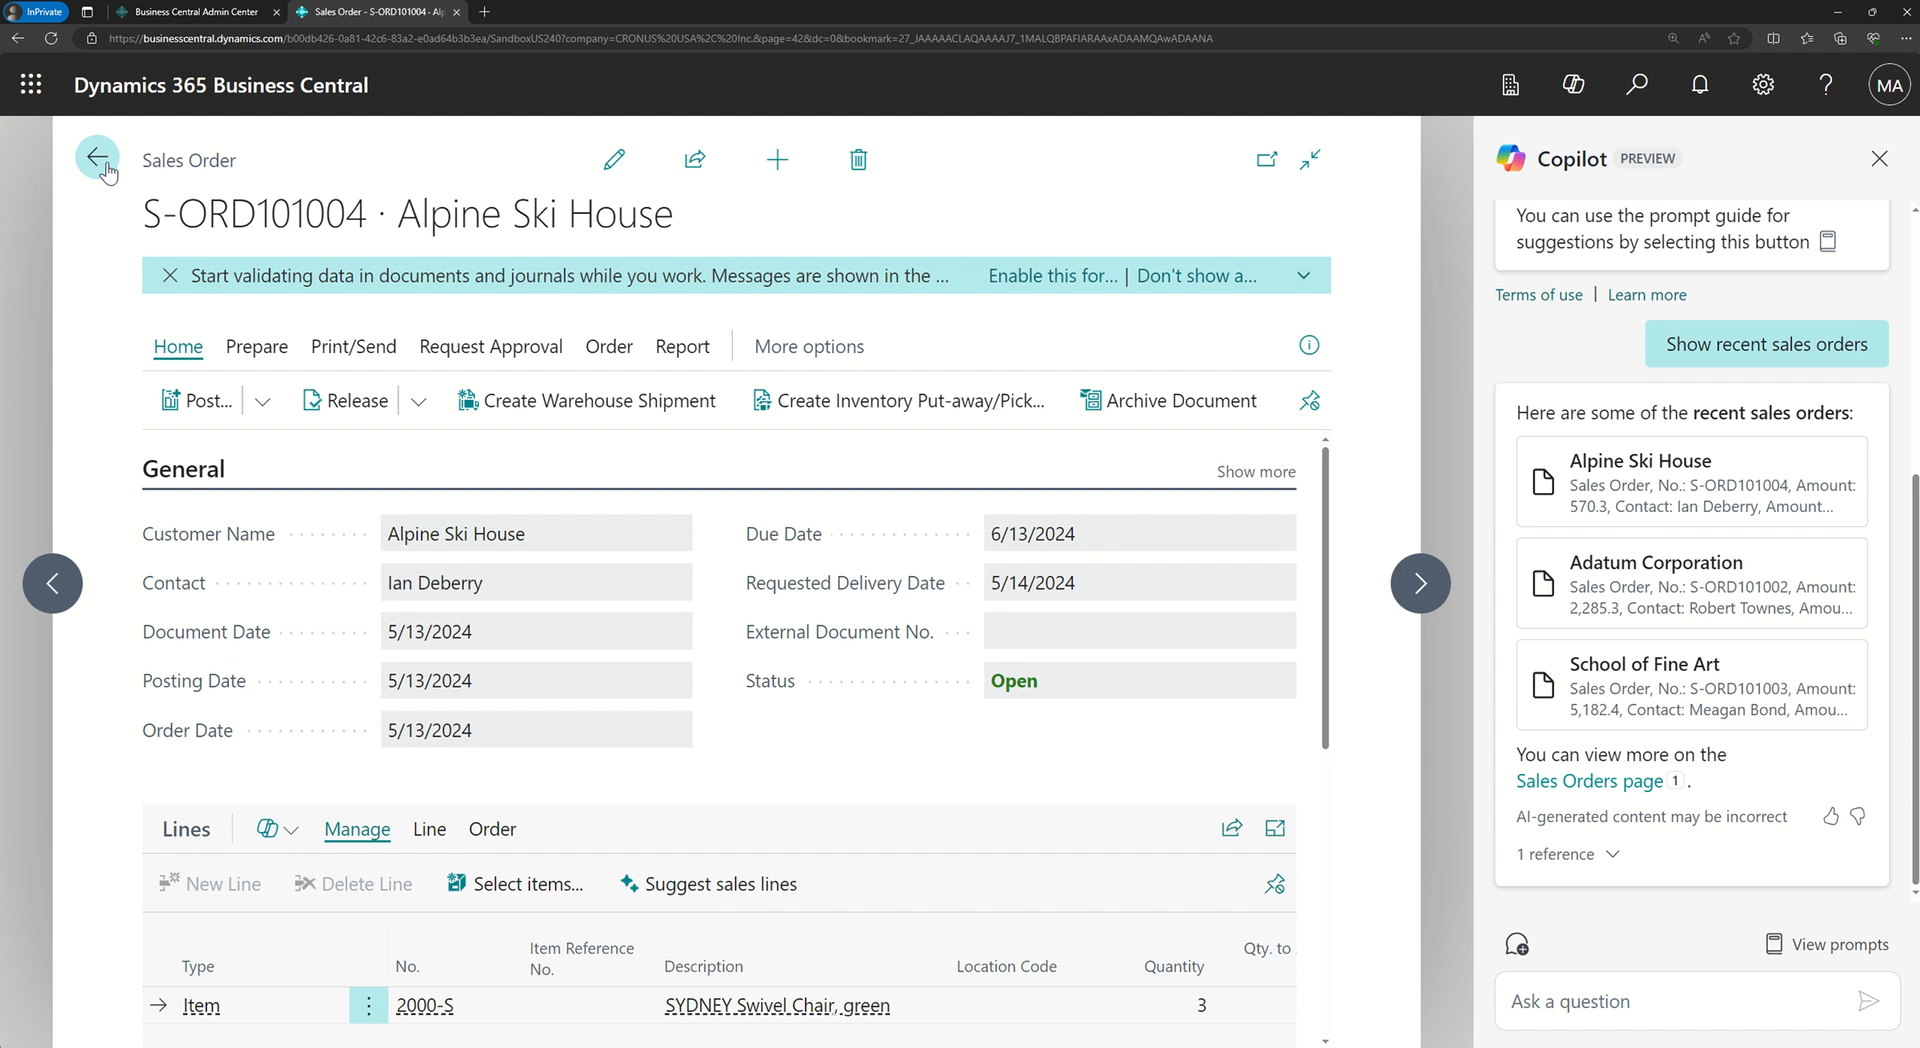 InPrivate
Business Central Admin Center
Sales Order - S-ORD101004 · Alp
https://businesscentral.dynamics.com/b00db426-0a81-42c6-83a2-e0ad64b3b3ea/SandboxUS240?company=CRONUS%20USA%2C%20Inc.&page=42&dc=0&bookmark=27_JAAAAACLAQAAAAJ7_1MALQBPAFIARAAxADAAMQAwADAANA
Dynamics 365 Business Central
MA
Sales Order
S-ORD101004 · Alpine Ski House
Start validating data in documents and journals while you work. Messages are shown in the ... Enable this for... | Don't show a...
Home Prepare Print/Send Request Approval Order Report More options
Post... Release Create Warehouse Shipment Create Inventory Put-away/Pick... Archive Document
General
Show more
Customer Name Alpine Ski House
Due Date 6/13/2024
Contact Ian Deberry
Requested Delivery Date 5/14/2024
Document Date 5/13/2024
External Document No.
Posting Date 5/13/2024
Status Open
Order Date 5/13/2024
Lines Manage Line Order
New Line Delete Line Select items... Suggest sales lines
Type No. Item Reference No. Description Location Code Quantity Qty. to
Item 2000-S SYDNEY Swivel Chair, green 3
Copilot PREVIEW
You can use the prompt guide for
suggestions by selecting this button
Terms of use | Learn more
Show recent sales orders
Here are some of the recent sales orders:
Alpine Ski House
Sales Order, No.: S-ORD101004, Amount:
570.3, Contact: Ian Deberry, Amount...
Adatum Corporation
Sales Order, No.: S-ORD101002, Amount:
2,285.3, Contact: Robert Townes, Amou...
School of Fine Art
Sales Order, No.: S-ORD101003, Amount:
5,182.4, Contact: Meagan Bond, Amou...
You can view more on the
Sales Orders page 1 .
AI-generated content may be incorrect
1 reference
View prompts
Ask a question